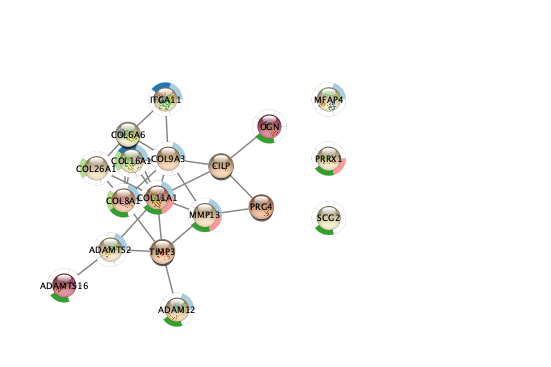 ITGA11
MFAP4
OGN
COL6A6
COL16A1
COL9A3
PRRX1
COL26A1
CILP
COL8A1
COL11A1
PRG4
MMP13
SCG2
ADAMTS2
TIMP3
ADAMTS16
ADAM12